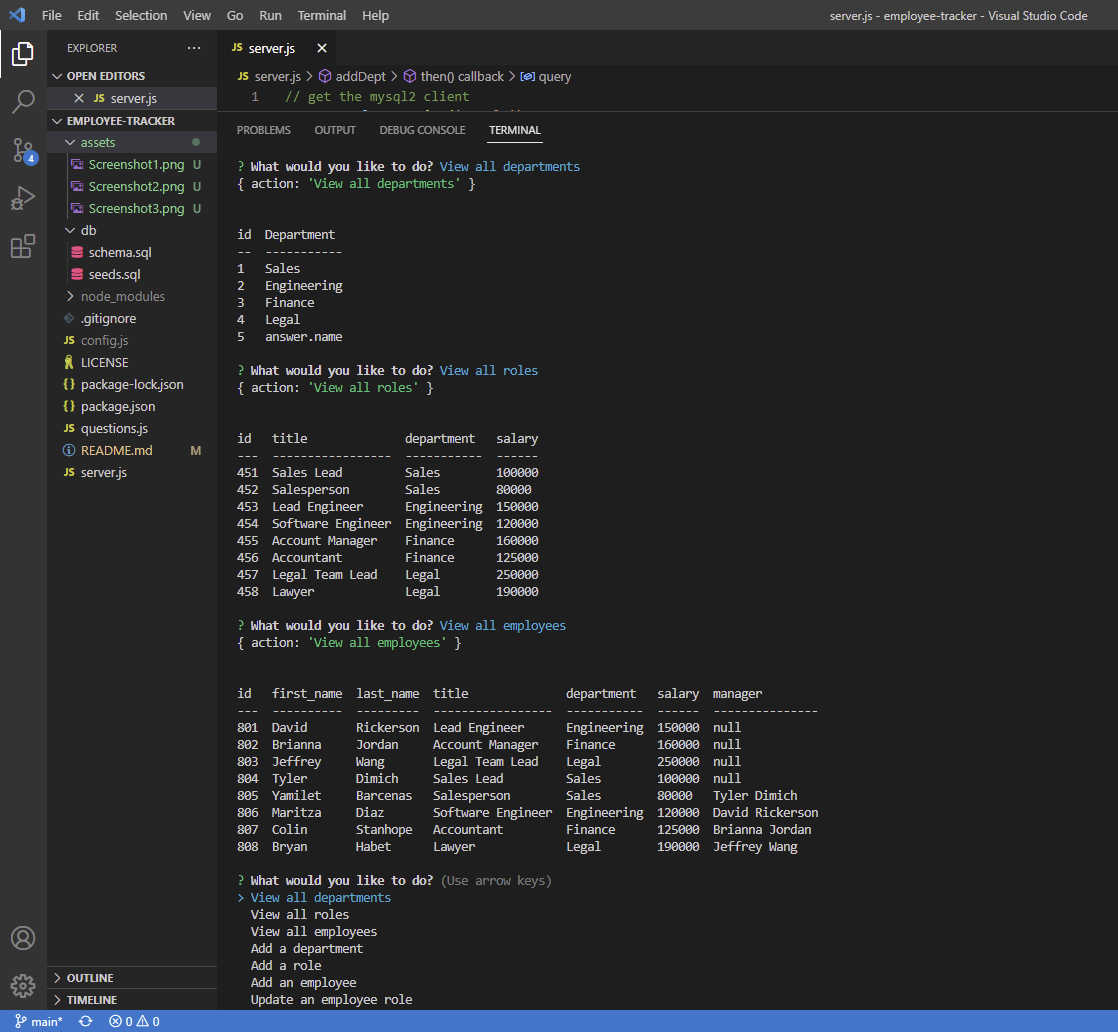 File Edit Selection View Go Run Terminal Help
server.js - employee-tracker - Visual Studio Code
EXPLORER ...
OPEN EDITORS
JS server.js
EMPLOYEE-TRACKER
assets
Screenshot1.png U
Screenshot2.png U
Screenshot3.png U
db
schema.sql
seeds.sql
node_modules
.gitignore
JS config.js
LICENSE
{} package-lock.json
{} package.json
JS questions.js
README.md M
JS server.js
OUTLINE
TIMELINE
4
JS server.js
JS server.js > addDept > then() callback > query
1 // get the mysql2 client
PROBLEMS OUTPUT DEBUG CONSOLE TERMINAL
? What would you like to do? View all departments
{ action: 'View all departments' }
id  Department
--  -----------
1   Sales
2   Engineering
3   Finance
4   Legal
5   answer.name
? What would you like to do? View all roles
{ action: 'View all roles' }
id   title              department   salary
---  -----------------  -----------  ------
451  Sales Lead         Sales        100000
452  Salesperson        Sales        80000
453  Lead Engineer      Engineering  150000
454  Software Engineer  Engineering  120000
455  Account Manager    Finance      160000
456  Accountant         Finance      125000
457  Legal Team Lead    Legal        250000
458  Lawyer             Legal        190000
? What would you like to do? View all employees
{ action: 'View all employees' }
id   first_name  last_name  title              department   salary  manager
---  ----------  ---------  -----------------  -----------  ------  ---------------
801  David       Rickerson  Lead Engineer      Engineering  150000  null
802  Brianna     Jordan     Account Manager    Finance      160000  null
803  Jeffrey     Wang       Legal Team Lead    Legal        250000  null
804  Tyler       Dimich     Sales Lead         Sales        100000  null
805  Yamilet     Barcenas   Salesperson        Sales        80000   Tyler Dimich
806  Maritza     Diaz       Software Engineer  Engineering  120000  David Rickerson
807  Colin       Stanhope   Accountant         Finance      125000  Brianna Jordan
808  Bryan       Habet      Lawyer             Legal        190000  Jeffrey Wang
? What would you like to do? (Use arrow keys)
> View all departments
View all roles
View all employees
Add a department
Add a role
Add an employee
Update an employee role
main* 0 0